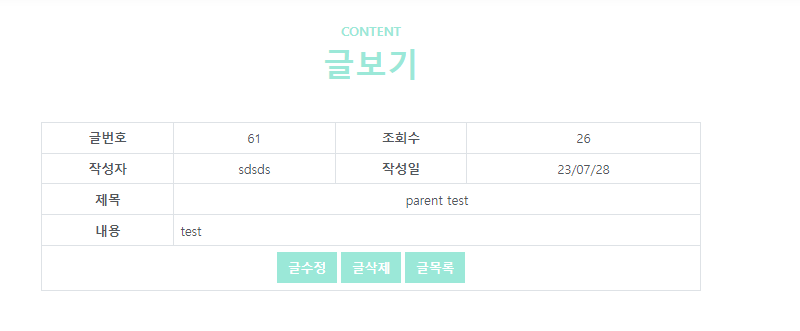 CONTENT
글보기
글번호 61 조회수 26
작성자 sdsds 작성일 23/07/28
제목 parent test
내용 test
글수정 글삭제 글목록